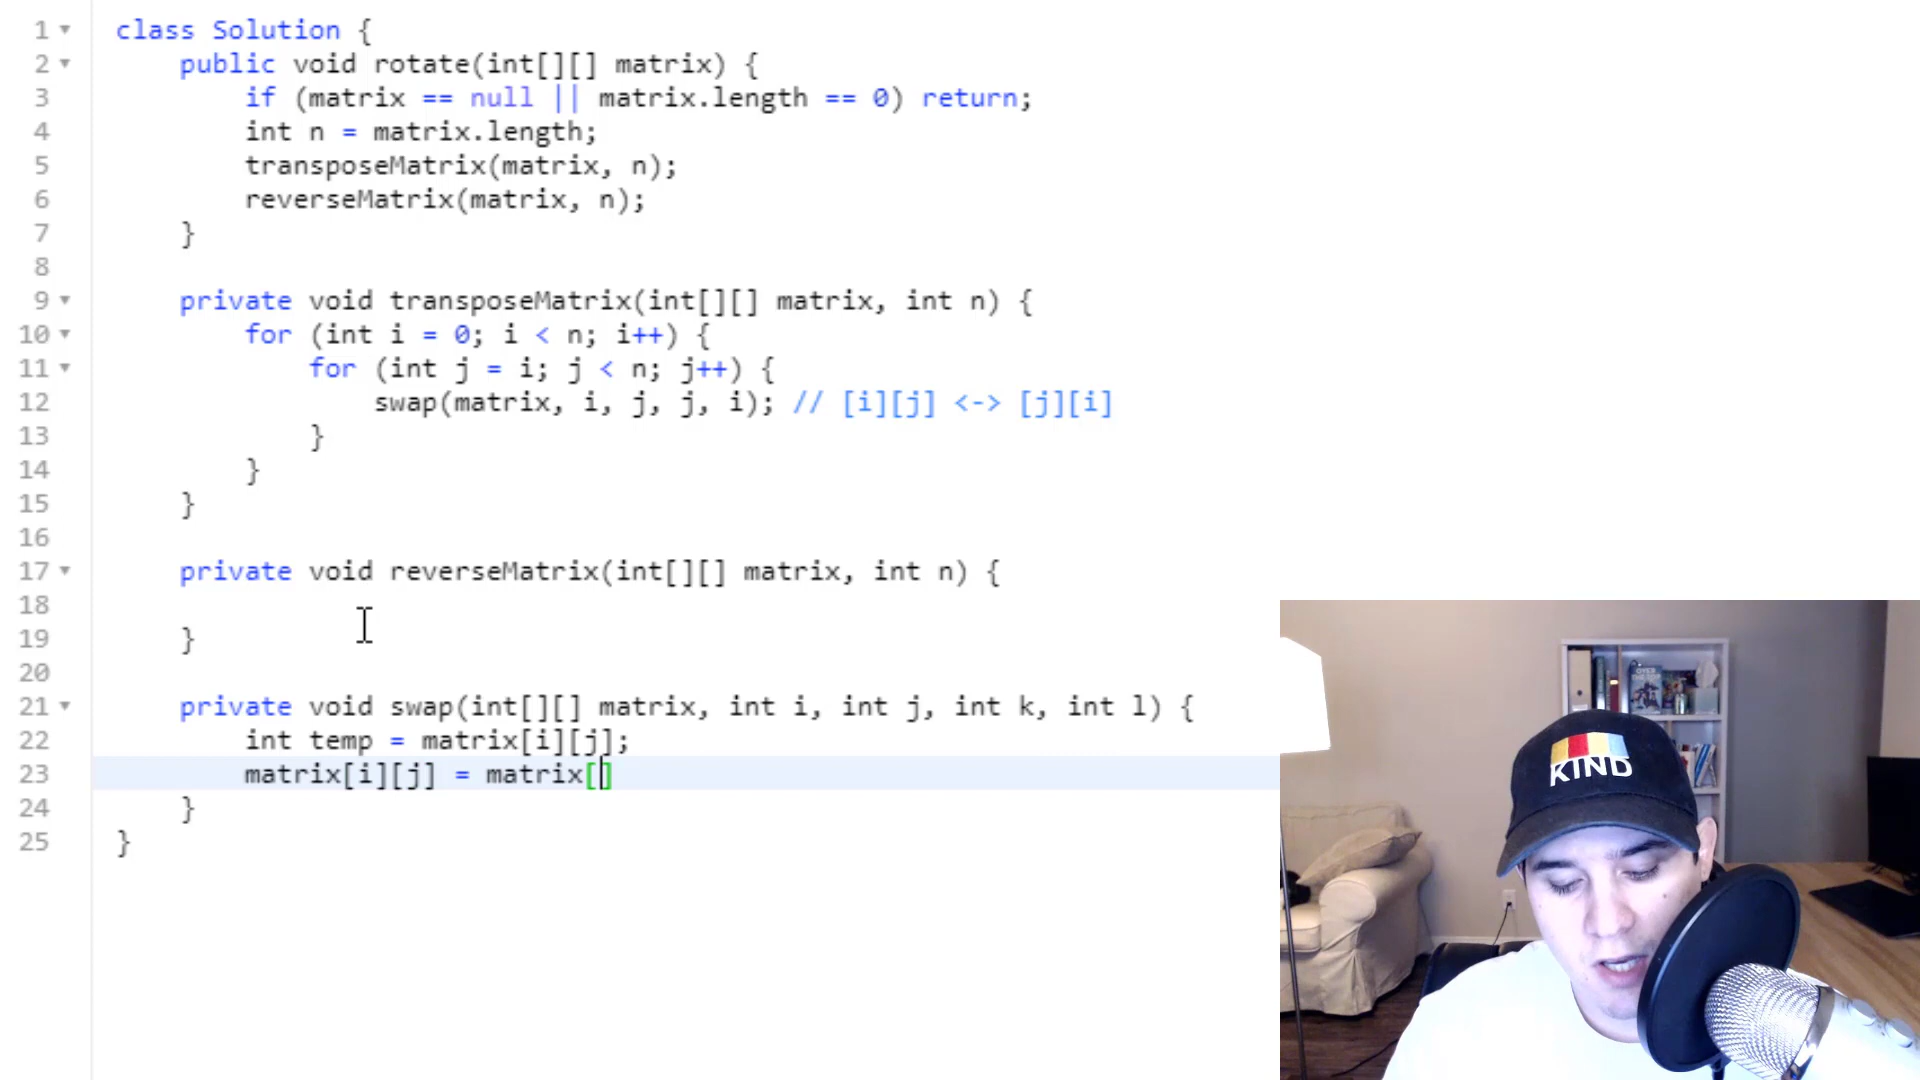 1 class Solution {
2 public void rotate(int[][] matrix) {
3 if (matrix == null || matrix.length == 0) return;
4 int n = matrix.length;
5 transposeMatrix(matrix, n);
6 reverseMatrix(matrix, n);
7 }
8
9 private void transposeMatrix(int[][] matrix, int n) {
10 for (int i = 0; i < n; i++) {
11 for (int j = i; j < n; j++) {
12 swap(matrix, i, j, j, i); // [i][j] <-> [j][i]
13 }
14 }
15 }
16
17 private void reverseMatrix(int[][] matrix, int n) {
18
19 }
20
21 private void swap(int[][] matrix, int i, int j, int k, int l) {
22 int temp = matrix[i][j];
23 matrix[i][j] = matrix[]
24 }
25 }
KIND